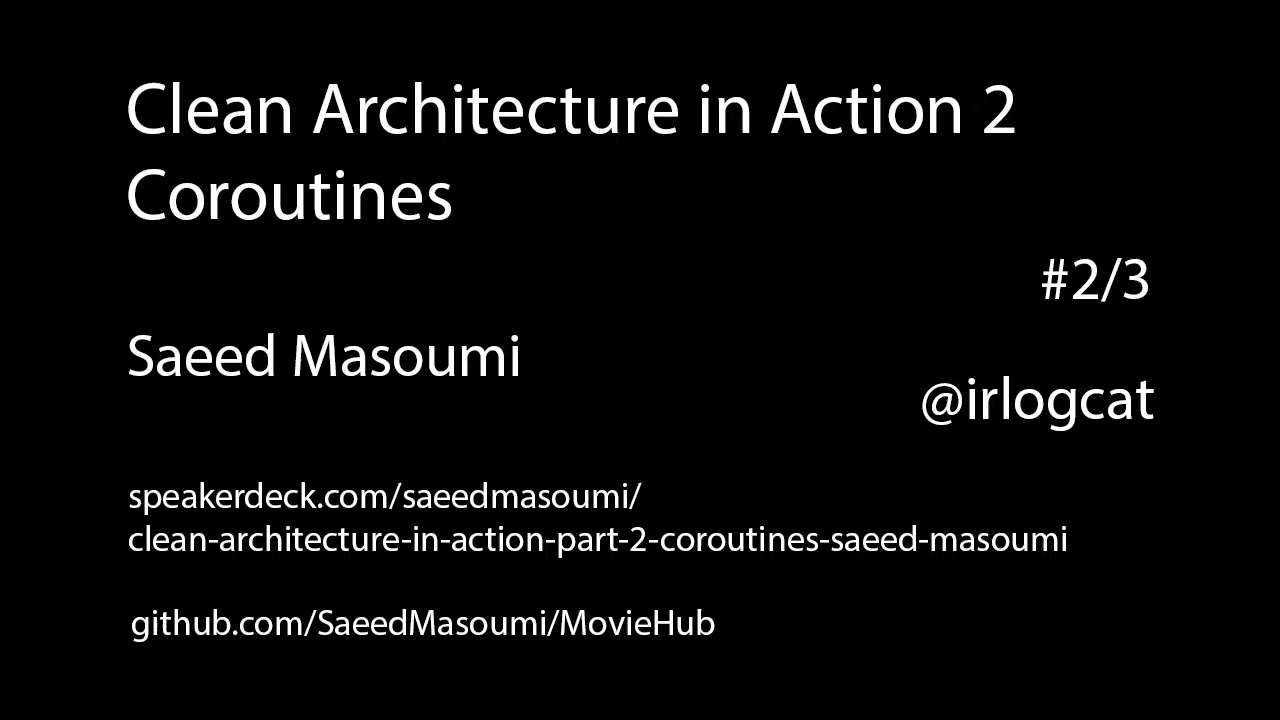 Clean Architecture in Action 2
Coroutines
#2/3
Saeed Masoumi
@irlogcat
speakerdeck.com/saeedmasoumi/
clean-architecture-in-action-part-2-coroutines-saeed-masoumi
github.com/SaeedMasoumi/MovieHub